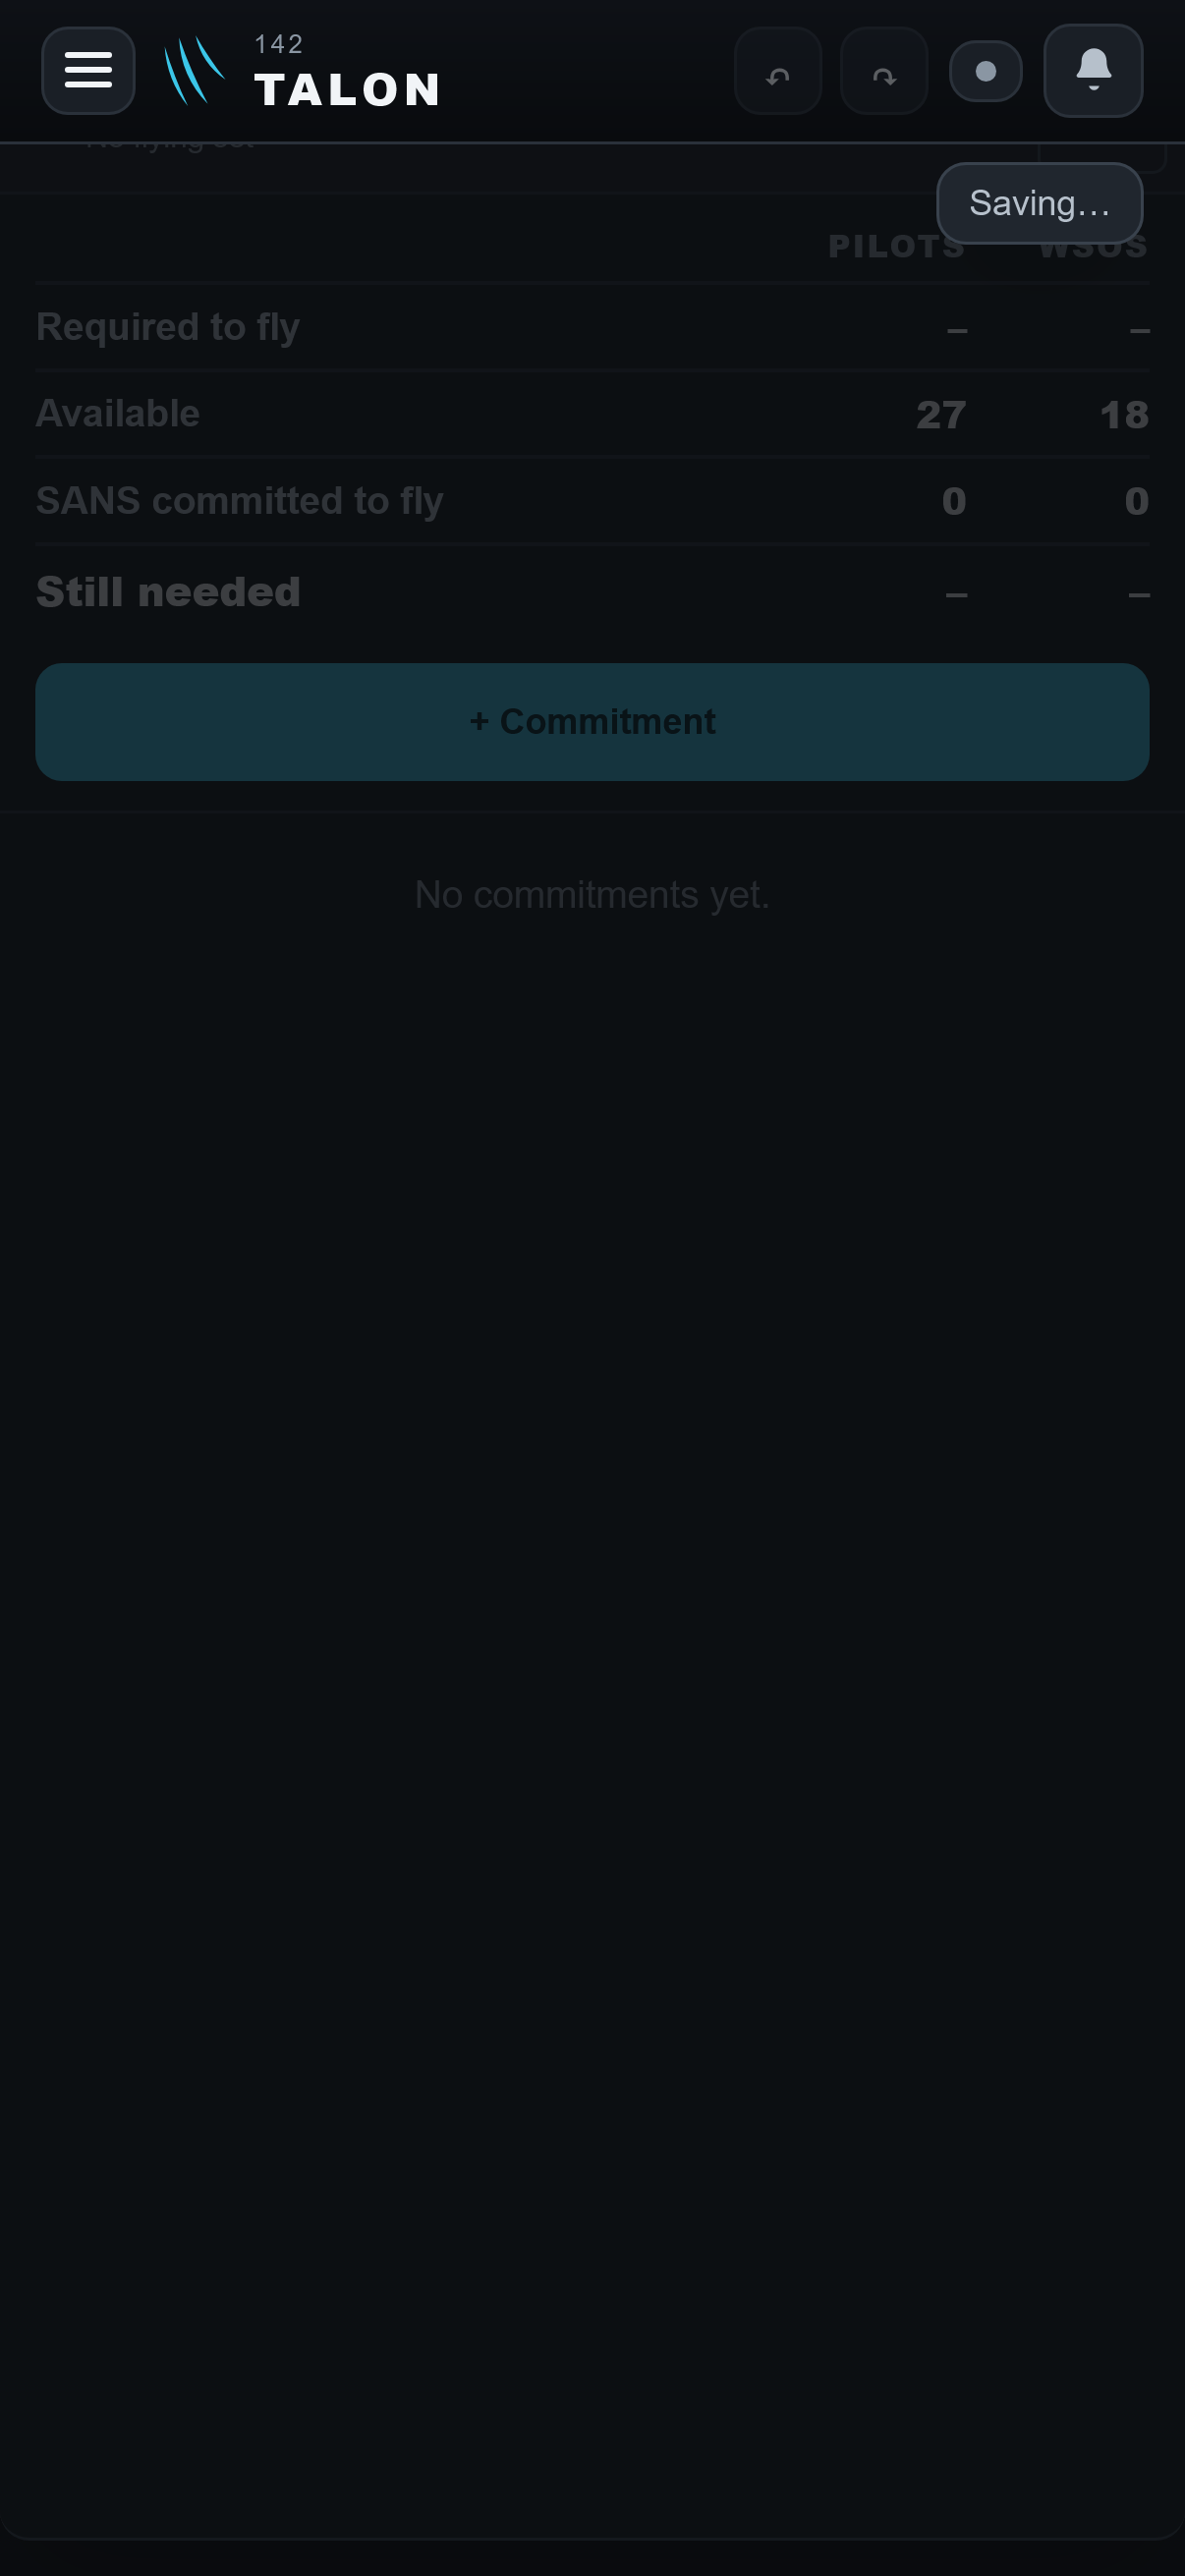 142
TALON
Saving…
PILOTS WSOS
Required to fly – –
Available 27 18
SANS committed to fly 0 0
Still needed – –
+ Commitment
No commitments yet.